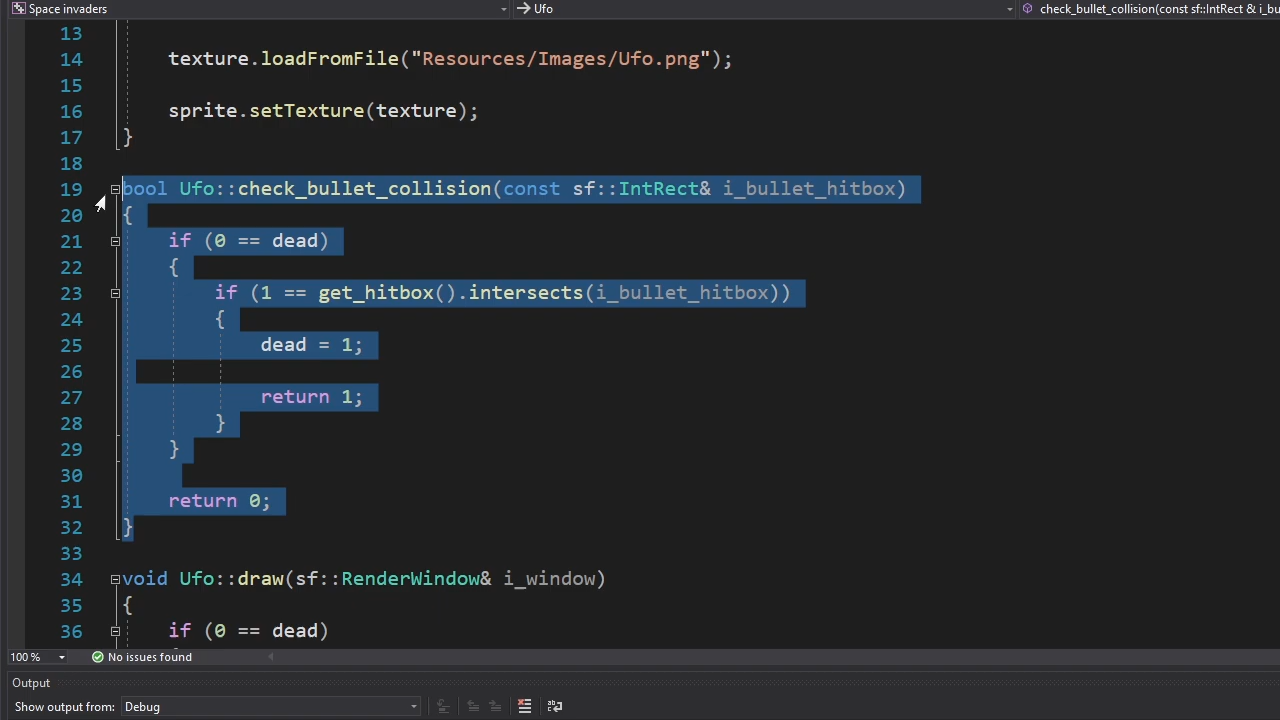 Space invaders
Ufo
check_bullet_collision(const sf::IntRect & i_bu
13
14 texture.loadFromFile("Resources/Images/Ufo.png");
15
16 sprite.setTexture(texture);
17 }
18
19 bool Ufo::check_bullet_collision(const sf::IntRect& i_bullet_hitbox)
20 {
21 if (0 == dead)
22 {
23 if (1 == get_hitbox().intersects(i_bullet_hitbox))
24 {
25 dead = 1;
26
27 return 1;
28 }
29 }
30
31 return 0;
32 }
33
34 void Ufo::draw(sf::RenderWindow& i_window)
35 {
36 if (0 == dead)
100 % No issues found
Output
Show output from: Debug